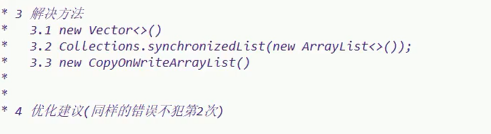 * 3 解决方法
*   3.1 new Vector<>()
*   3.2 Collections.synchronizedList(new ArrayList<>());
*   3.3 new CopyOnWriteArrayList()
*
*
* 4 优化建议(同样的错误不犯第2次)